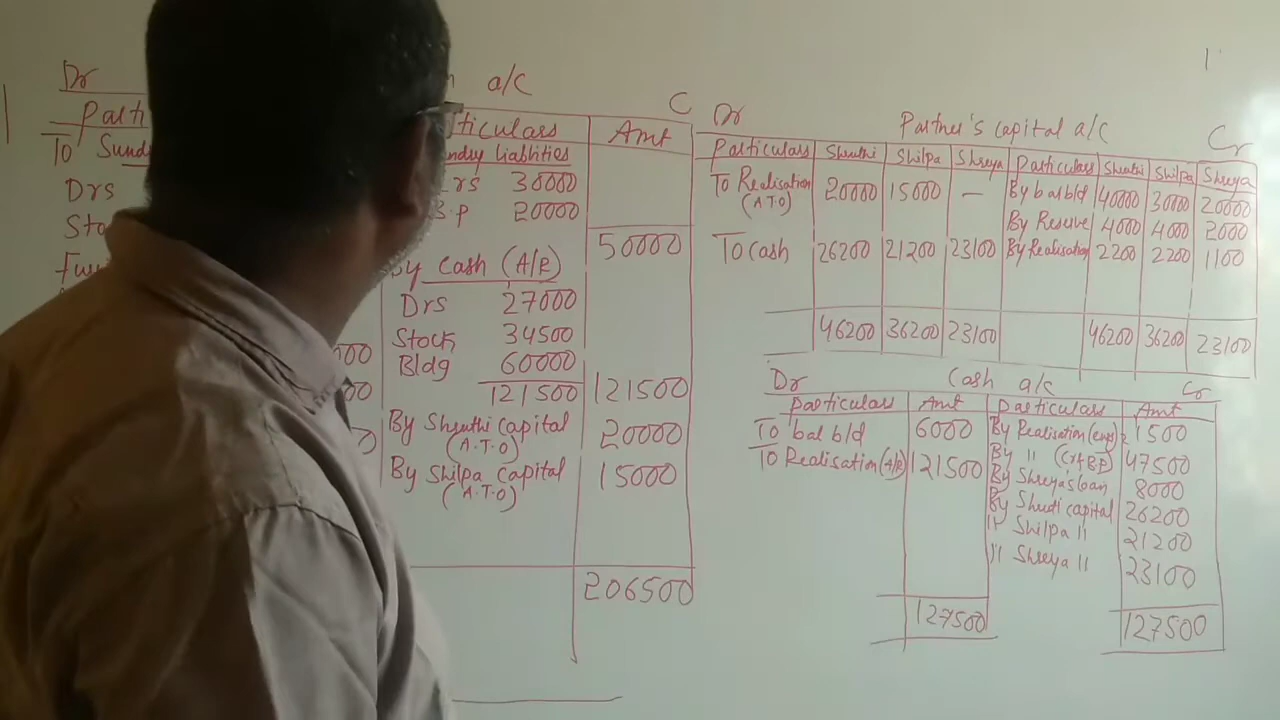 Dr a/c C
Parti ticulars Amt
To Sund ndry Liablities
Drs rs 30000
Sto B.P 20000
50000
Fu By Cash (A/R)
Drs 27000
Stock 34500
Bldg 60000
121500 121500
By Shruthi capital 20000
(A.T.O)
By Shilpa capital 15000
(A.T.O)
206500
Dr Partner's capital a/c Cr
Particulars Shruthi Shilpa Shreya Particulars Shruthi Shilpa Shreya
To Realisation 20000 15000 — By bal b/d 40000 30000 20000
(A.T.O) By Reserve 4000 4000 2000
To cash 26200 21200 23100 By Realisation 2200 2200 1100
46200 36200 23100 46200 36200 23100
Dr Cash a/c Cr
Particulars Amt Particulars Amt
To bal b/d 6000 By Realisation (exp) 1500
To Realisation (A/R) 121500 By " (Cr+BP) 47500
By Shreya's loan 8000
By Shruti capital 26200
" Shilpa " 21200
" Shreya " 23100
127500 127500